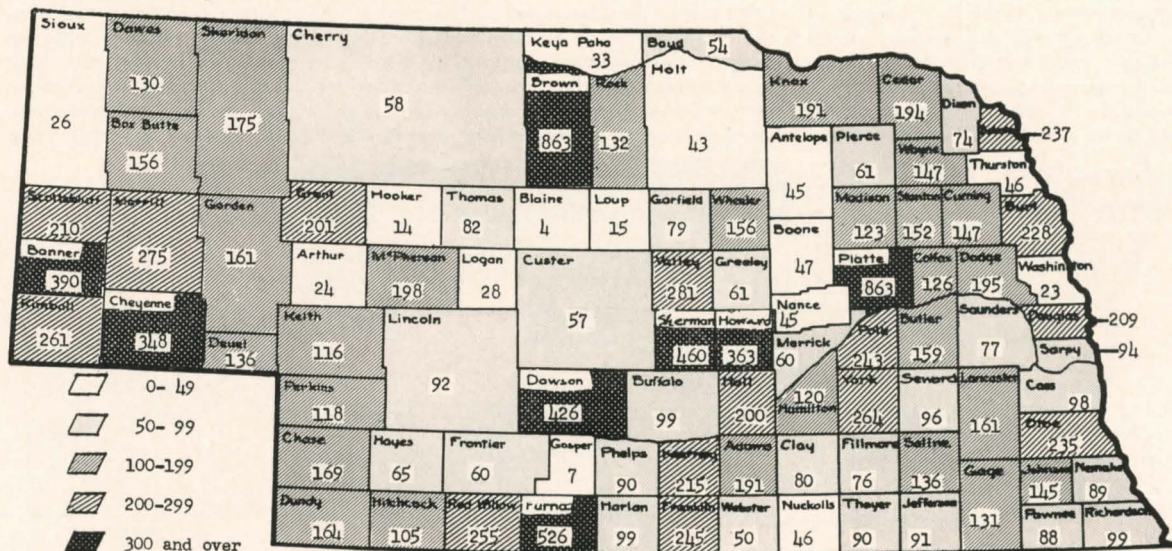 Sioux
26
Dawes
130
Sheridan
175
Cherry
58
Keya Paha
33
Boyd
54
Brown
863
Rock
132
Holt
43
Knox
191
Cedar
194
Dixon
74
237
Box Butte
156
Antelope
45
Pierce
61
Wayne
147
Thurston
46
Scottsbluff
210
Morrill
275
Garden
161
Grant
201
Hooker
14
Thomas
82
Blaine
4
Loup
15
Garfield
79
Wheeler
156
Madison
123
Stanton
152
Cuming
147
Burt
228
Banner
390
Boone
47
Arthur
24
McPherson
198
Logan
28
Custer
57
Valley
281
Greeley
61
Platte
863
Colfax
126
Dodge
195
Washington
23
Kimball
261
Cheyenne
348
Deuel
136
Nance
45
Keith
116
Lincoln
92
Sherman
460
Howard
363
Merrick
60
Polk
243
Butler
159
Saunders
77
Douglas
209
Sarpy
94
Perkins
118
Dawson
426
Buffalo
99
Hall
200
Hamilton
120
York
264
Seward
96
Lancaster
161
Cass
98
Otoe
235
Chase
169
Hayes
65
Frontier
60
Gosper
7
Phelps
90
Kearney
215
Adams
191
Clay
80
Fillmore
76
Saline
136
Gage
131
Johnson
145
Nemaha
89
Dundy
164
Hitchcock
105
Red Willow
255
Furnas
526
Harlan
99
Franklin
245
Webster
50
Nuckolls
46
Thayer
90
Jefferson
91
Pawnee
88
Richardson
99
0- 49
50- 99
100-199
200-299
300 and over